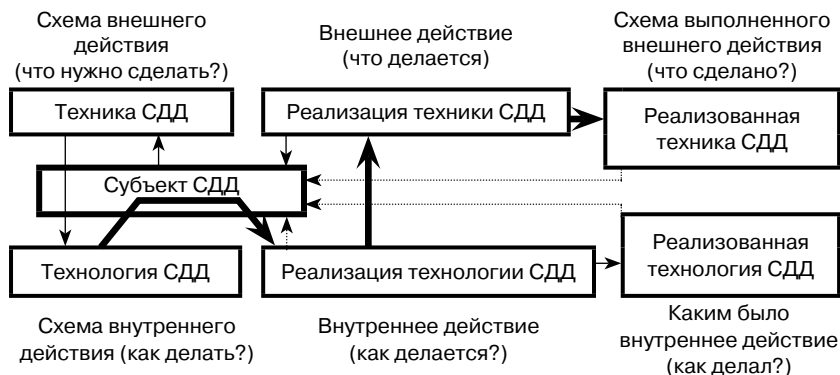 Схема внешнего
действия
(что нужно сделать?)
Внешнее действие
(что делается)
Схема выполненного
внешнего действия
(что сделано?)
Техника СДД
Реализация техники СДД
Реализованная
техника СДД
Субъект СДД
Технология СДД
Реализация технологии СДД
Реализованная
технология СДД
Схема внутреннего
действия (как делать?)
Внутреннее действие
(как делается?)
Каким было
внутреннее действие
(как делал?)